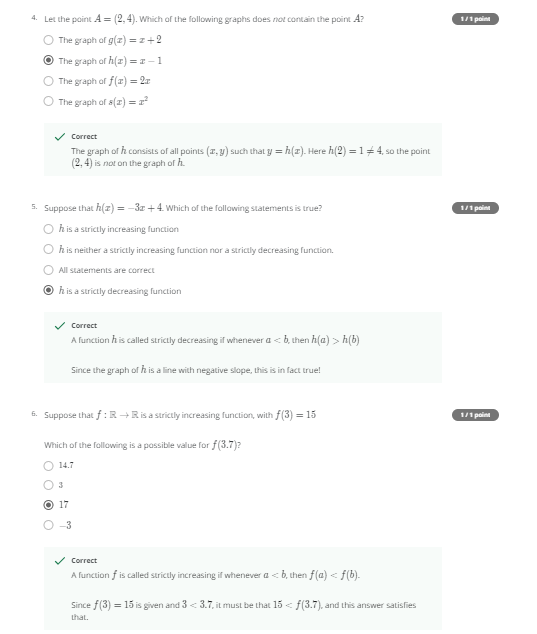 4. Let the point A = (2, 4). Which of the following graphs does not contain the point A?
1 / 1 point
The graph of g(x) = x + 2
The graph of h(x) = x − 1
The graph of f(x) = 2x
The graph of s(x) = x²
Correct
The graph of h consists of all points (x, y) such that y = h(x). Here h(2) = 1 ≠ 4, so the point
(2, 4) is not on the graph of h.
5. Suppose that h(x) = −3x + 4. Which of the following statements is true?
1 / 1 point
h is a strictly increasing function
h is neither a strictly increasing function nor a strictly decreasing function.
All statements are correct
h is a strictly decreasing function
Correct
A function h is called strictly decreasing if whenever a < b, then h(a) > h(b)
Since the graph of h is a line with negative slope, this is in fact true!
6. Suppose that f : ℝ → ℝ is a strictly increasing function, with f(3) = 15
1 / 1 point
Which of the following is a possible value for f(3.7)?
14.7
3
17
−3
Correct
A function f is called strictly increasing if whenever a < b, then f(a) < f(b).
Since f(3) = 15 is given and 3 < 3.7, it must be that 15 < f(3.7), and this answer satisfies
that.